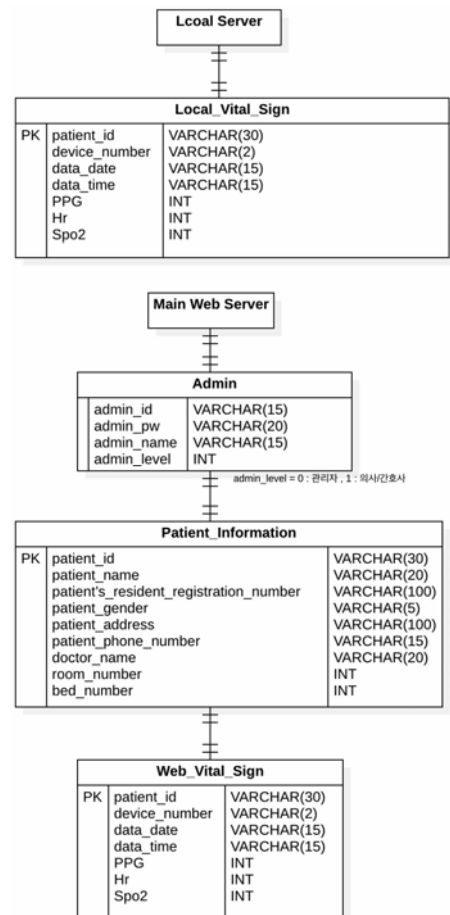 Lcoal Server
Local_Vital_Sign
PK patient_id VARCHAR(30)
device_number VARCHAR(2)
data_date VARCHAR(15)
data_time VARCHAR(15)
PPG INT
Hr INT
Spo2 INT
Main Web Server
Admin
admin_id VARCHAR(15)
admin_pw VARCHAR(20)
admin_name VARCHAR(15)
admin_level INT
admin_level = 0 : 관리자 , 1 : 의사/간호사
Patient_Information
PK patient_id VARCHAR(30)
patient_name VARCHAR(20)
patient's_resident_registration_number VARCHAR(100)
patient_gender VARCHAR(5)
patient_address VARCHAR(100)
patient_phone_number VARCHAR(15)
doctor_name VARCHAR(20)
room_number INT
bed_number INT
Web_Vital_Sign
PK patient_id VARCHAR(30)
device_number VARCHAR(2)
data_date VARCHAR(15)
data_time VARCHAR(15)
PPG INT
Hr INT
Spo2 INT